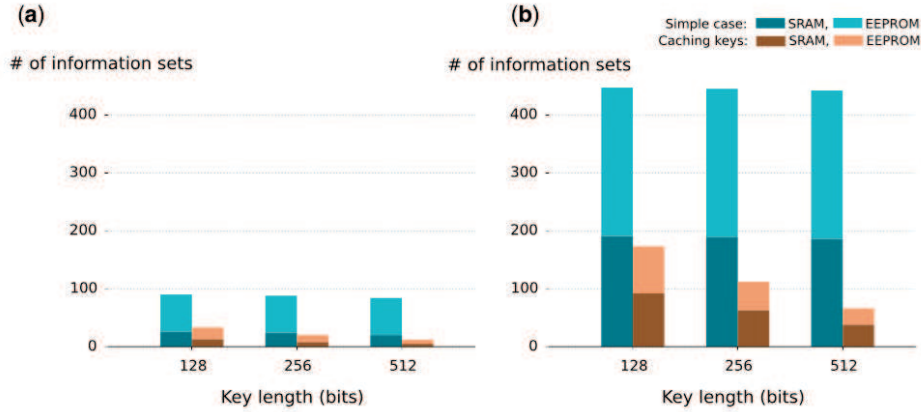 (a)
# of information sets
400
300
200
100
0
128 256 512
Key length (bits)
(b)
Simple case: SRAM, EEPROM
Caching keys: SRAM, EEPROM
# of information sets
400
300
200
100
0
128 256 512
Key length (bits)